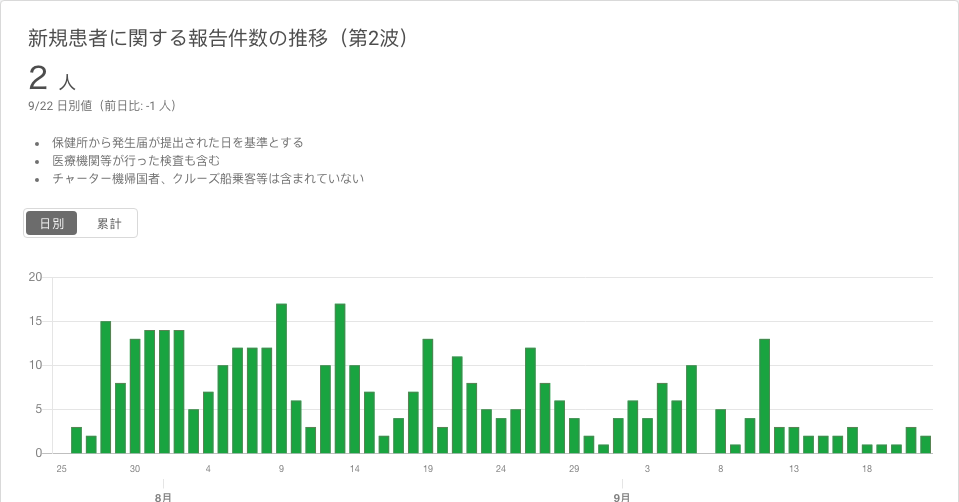 新規患者に関する報告件数の推移（第2波）
2 人
9/22 日別値（前日比: -1 人）
保健所から発生届が提出された日を基準とする
医療機関等が行った検査も含む
チャーター機帰国者、クルーズ船乗客等は含まれていない
日別 累計
20
15
10
5
0
25 30 4 9 14 19 24 29 3 8 13 18
8月 9月